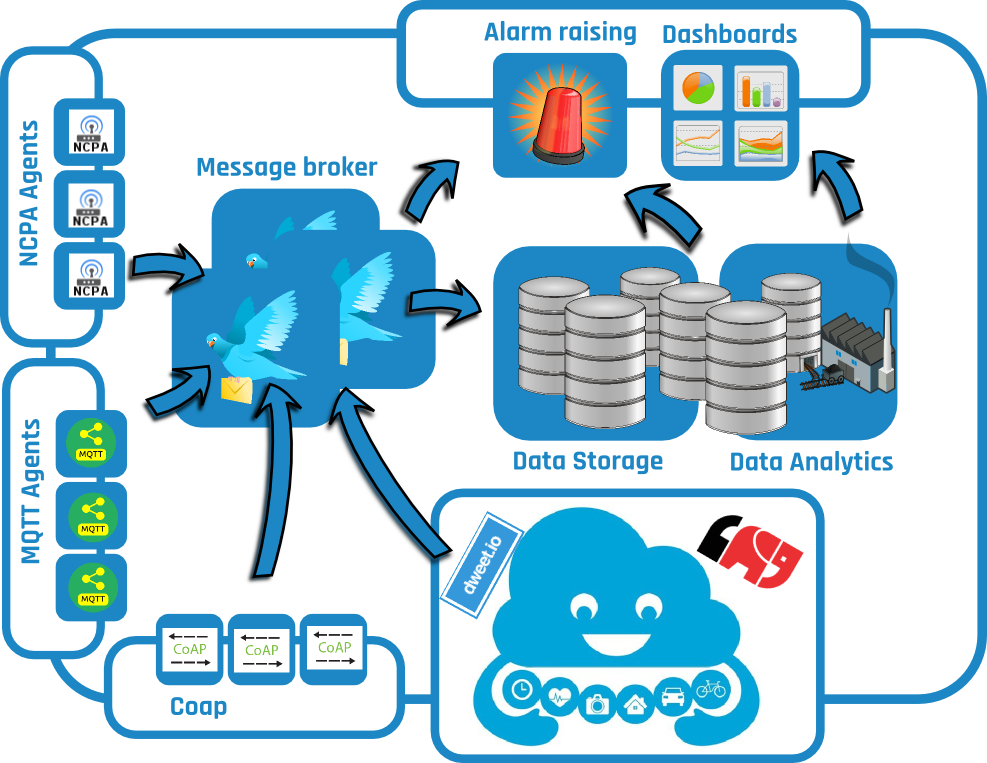 Alarm raising
Dashboards
NCPA Agents
NCPA
NCPA
NCPA
Message broker
MQTT Agents
MQTT
MQTT
MQTT
Data Storage
Data Analytics
dweet.io
CoAP
CoAP
CoAP
Coap